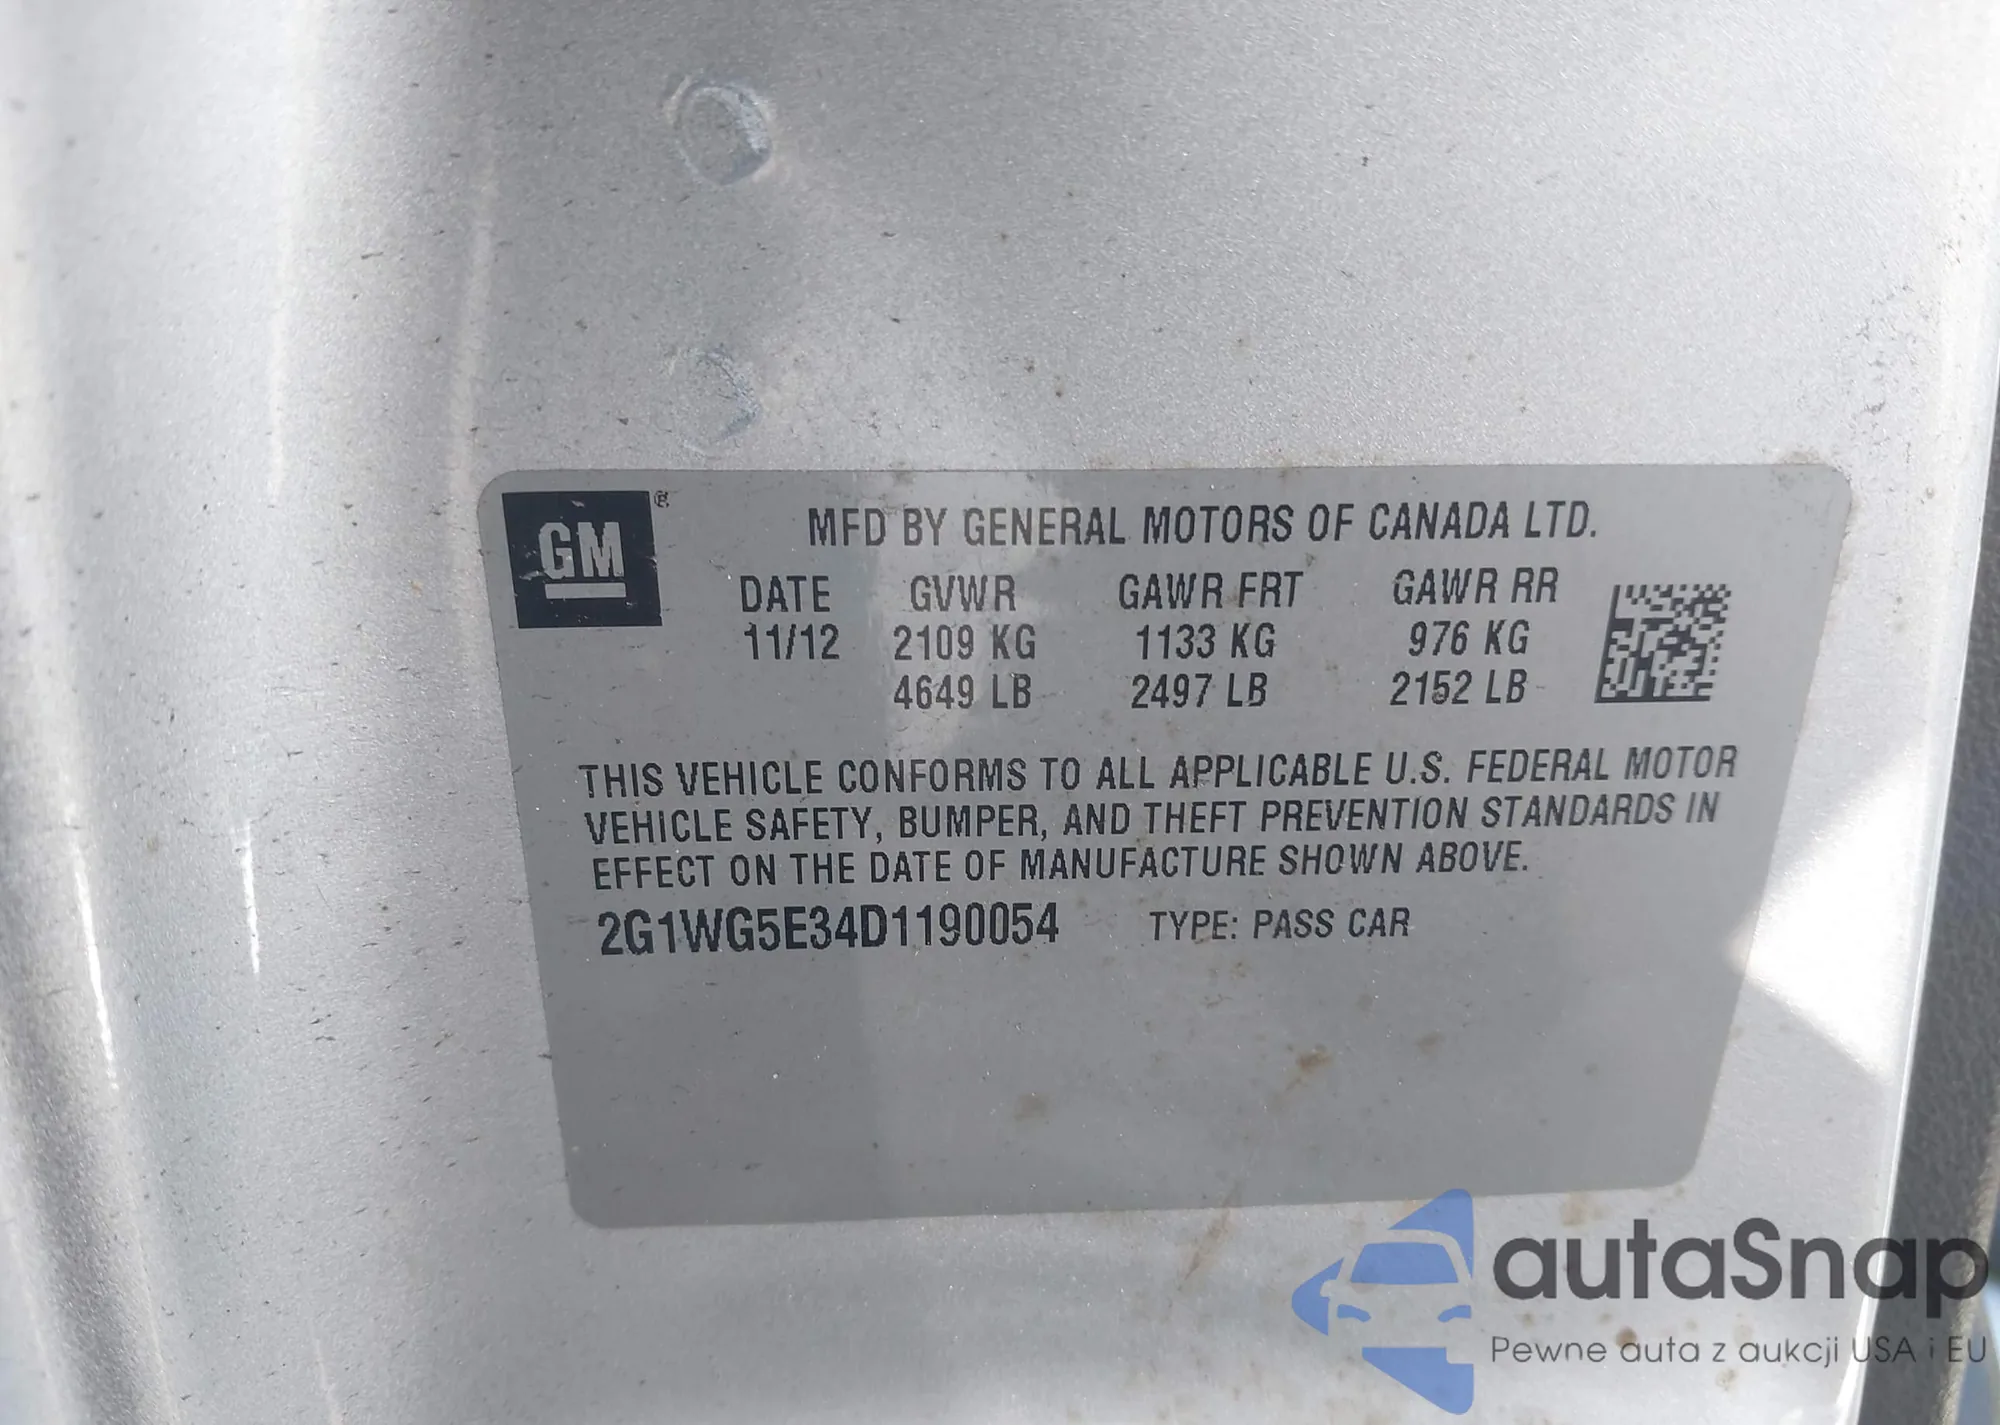 GM ®
MFD BY GENERAL MOTORS OF CANADA LTD.
DATE GVWR GAWR FRT GAWR RR
11/12 2109 KG 1133 KG 976 KG
4649 LB 2497 LB 2152 LB
THIS VEHICLE CONFORMS TO ALL APPLICABLE U.S. FEDERAL MOTOR
VEHICLE SAFETY, BUMPER, AND THEFT PREVENTION STANDARDS IN
EFFECT ON THE DATE OF MANUFACTURE SHOWN ABOVE.
2G1WG5E34D1190054 TYPE: PASS CAR
autaSnap
Pewne auta z aukcji USA i EU